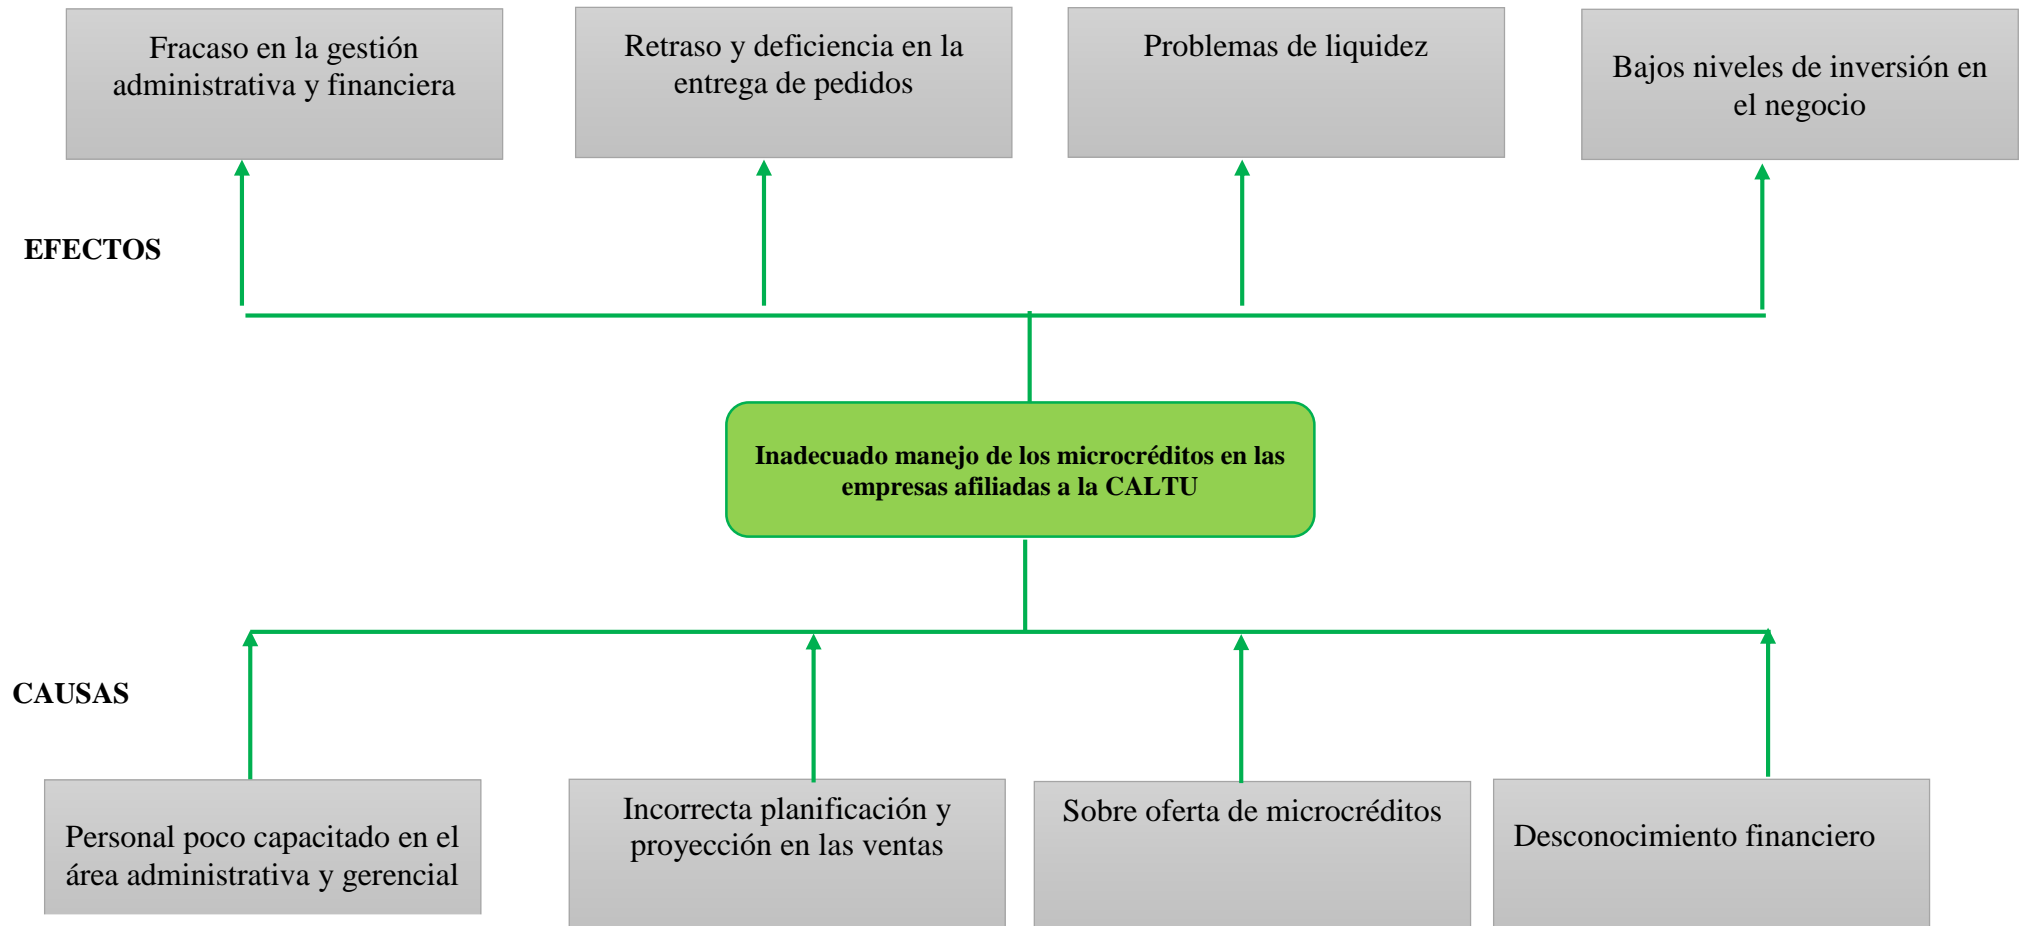 Fracaso en la gestión
administrativa y financiera
Retraso y deficiencia en la
entrega de pedidos
Problemas de liquidez
Bajos niveles de inversión en
el negocio
EFECTOS
Inadecuado manejo de los microcréditos en las
empresas afiliadas a la CALTU
CAUSAS
Personal poco capacitado en el
área administrativa y gerencial
Incorrecta planificación y
proyección en las ventas
Sobre oferta de microcréditos
Desconocimiento financiero